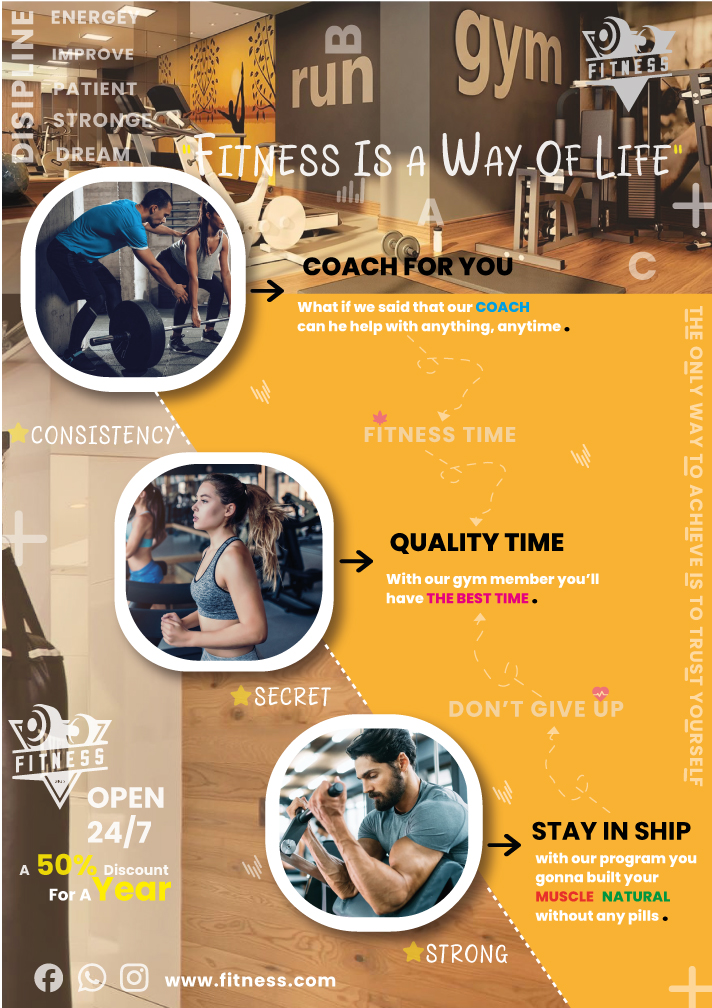 DISIPLINE
ENERGEY
IMPROVE
PATIENT
STRONGE
DREAM
B
run
gym
FITNESS
"FITNESS IS A WAY OF LIFE"
A
C
COACH FOR YOU
What if we said that our COACH
can he help with anything, anytime .
THE ONLY WAY TO ACHIEVE IS TO TRUST YOURSELF
CONSISTENCY
FITNESS TIME
QUALITY TIME
With our gym member you'll
have THE BEST TIME .
SECRET
DON'T GIVE UP
FITNESS
OPEN
24/7
A 50% Discount
For A Year
STAY IN SHIP
with our program you
gonna built your
MUSCLE NATURAL
without any pills .
STRONG
www.fitness.com